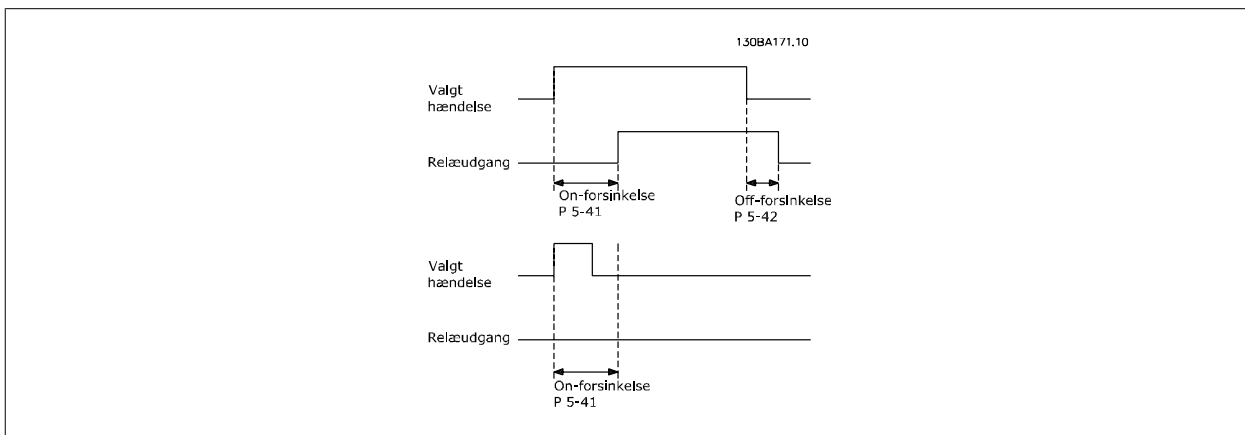 130BA171.10
Valgt
hændelse
Relæudgang
On-forsinkelse
P 5-41
Off-forsinkelse
P 5-42
Valgt
hændelse
Relæudgang
On-forsinkelse
P 5-41